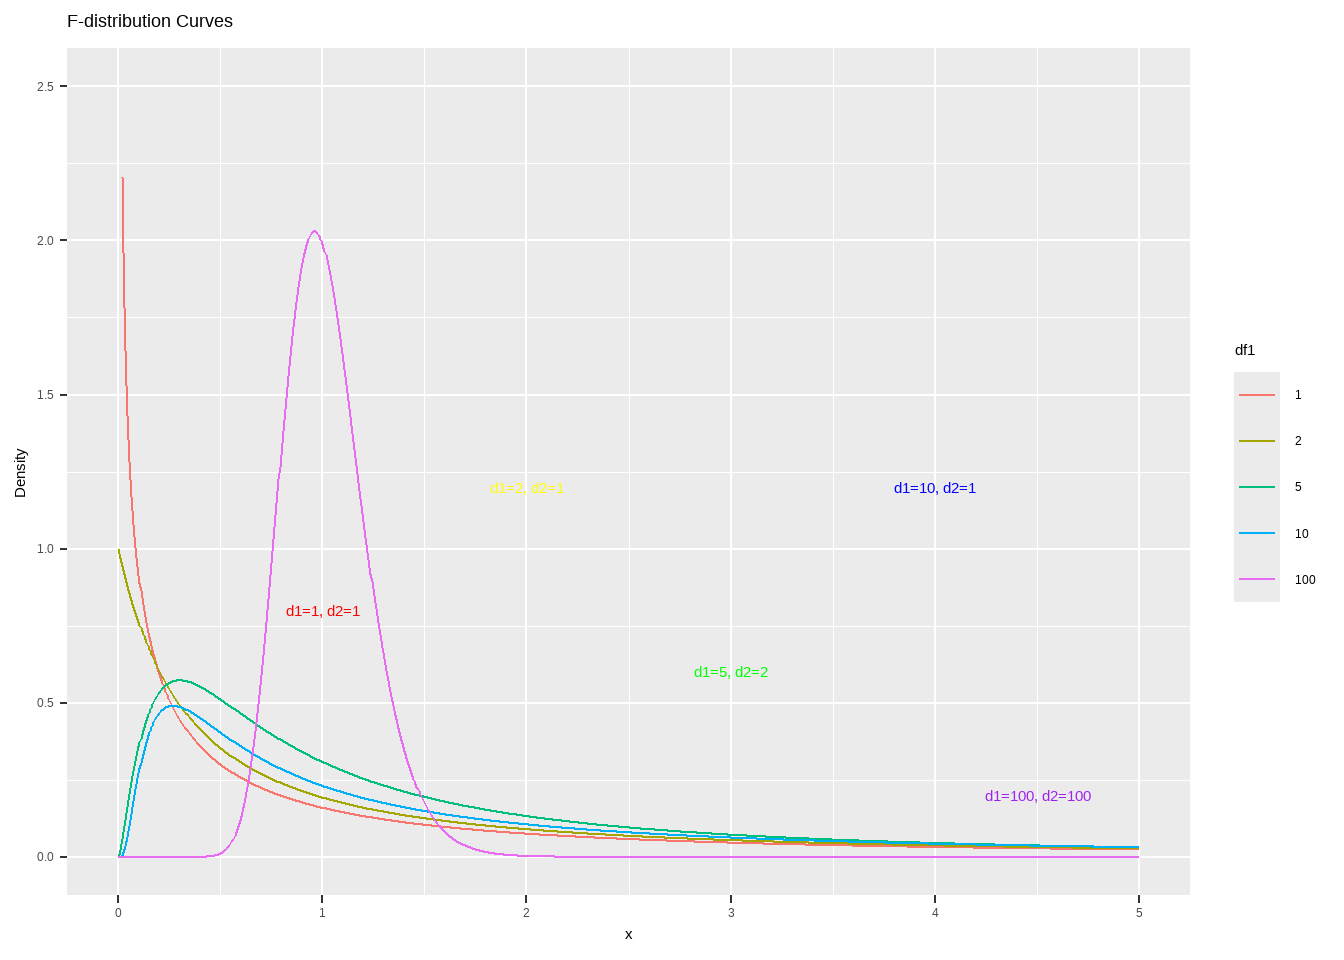 F-distribution Curves
2.5
2.0
1.5
1.0
0.5
0.0
Density
d1=2, d2=1
d1=10, d2=1
d1=1, d2=1
d1=5, d2=2
d1=100, d2=100
0 1 2 3 4 5
x
df1
1
2
5
10
100